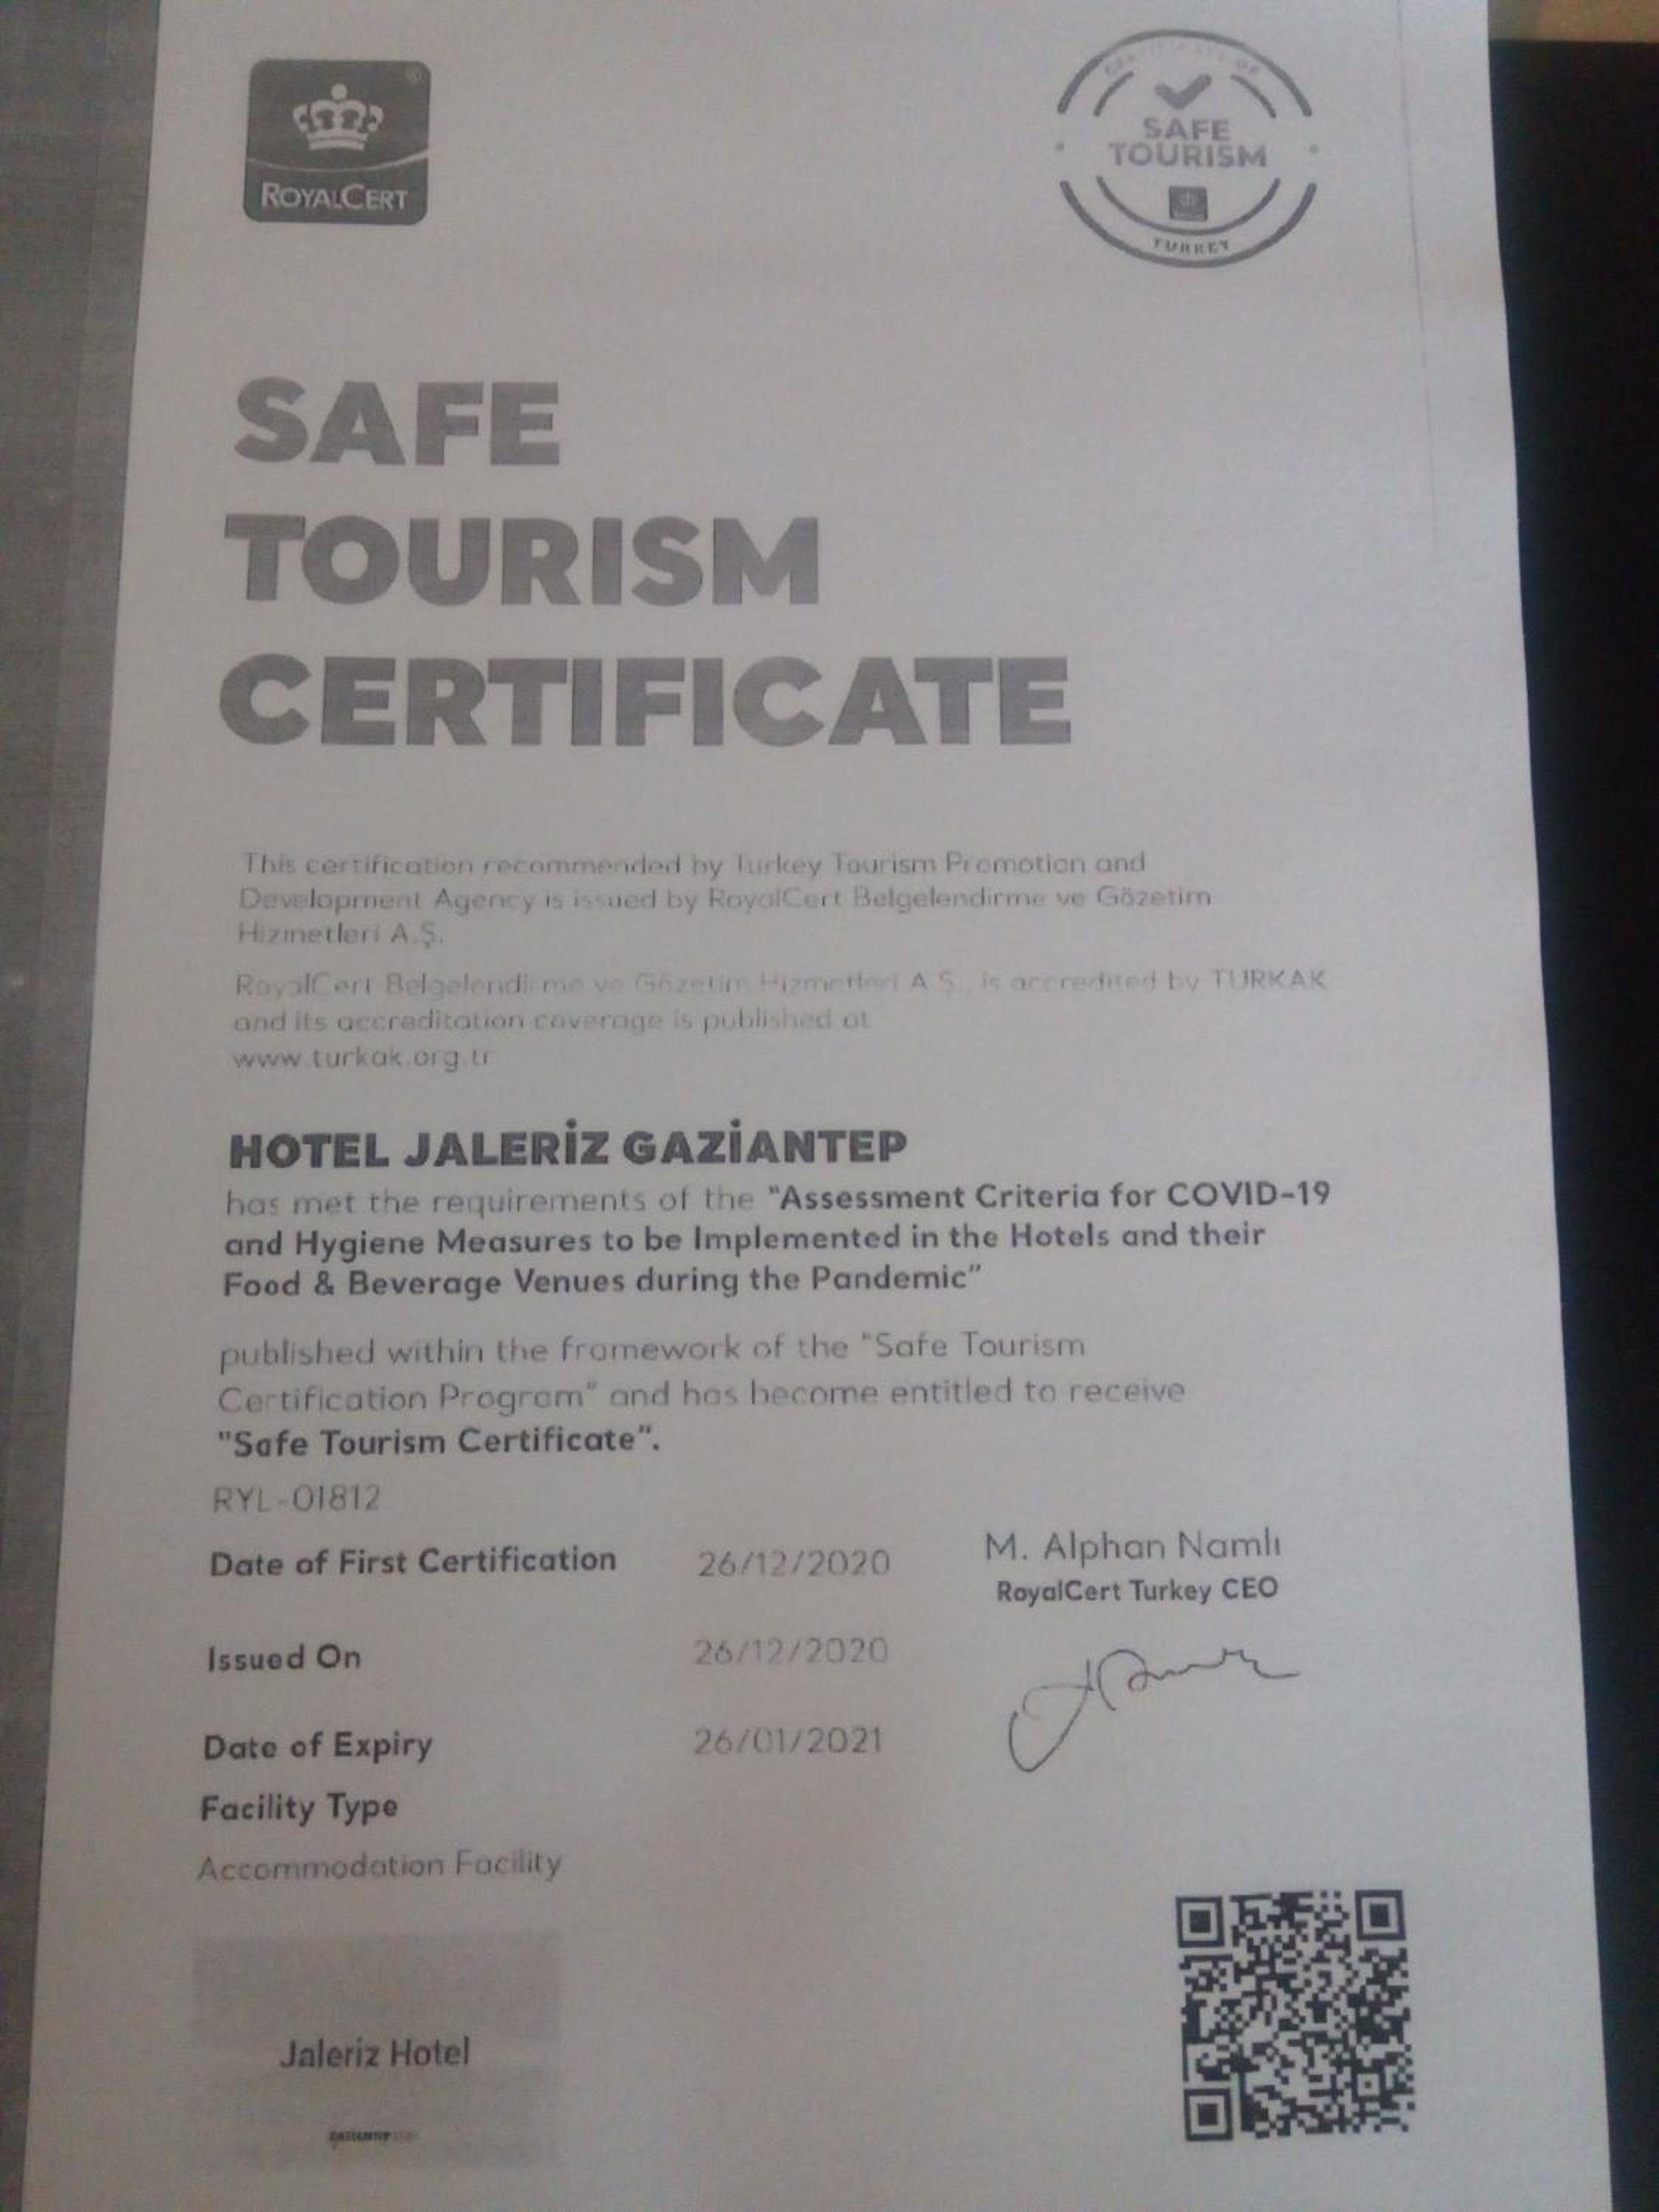 ROYALCERT
SAFE
TOURISM
TURKEY
SAFE
TOURISM
CERTIFICATE
This certification recommended by Turkey Tourism Promotion and
Development Agency is issued by RoyalCert Belgelendirme ve Gözetim
Hizmetleri A.Ş.
RoyalCert Belgelendirme ve Gözetim Hizmetleri A.Ş., is accredited by TURKAK
and its accreditation coverage is published at
www.turkak.org.tr
HOTEL JALERİZ GAZİANTEP
has met the requirements of the "Assessment Criteria for COVID-19
and Hygiene Measures to be Implemented in the Hotels and their
Food & Beverage Venues during the Pandemic"
published within the framework of the "Safe Tourism
Certification Program" and has become entitled to receive
"Safe Tourism Certificate".
RYL-01812
Date of First Certification 26/12/2020
M. Alphan Namlı
RoyalCert Turkey CEO
Issued On 26/12/2020
Date of Expiry 26/01/2021
Facility Type
Accommodation Facility
Jaleriz Hotel
GAZIANTEP